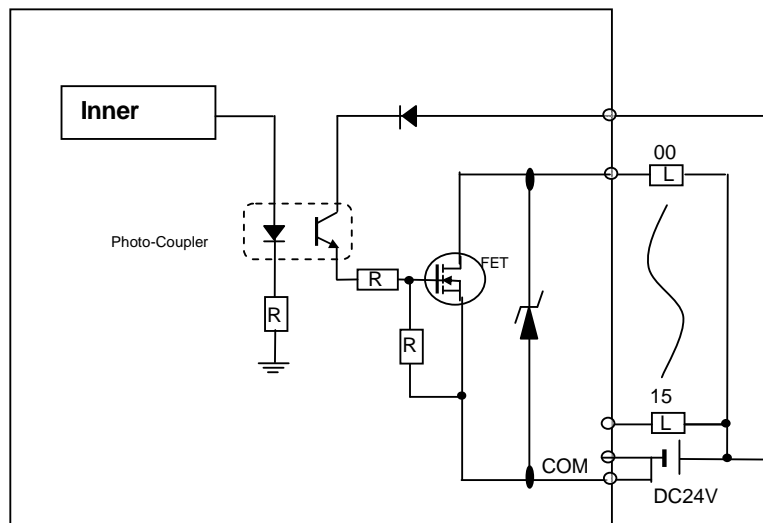 Inner
00
L
Photo-Coupler
FET
R
R
R
15
L
COM
DC24V